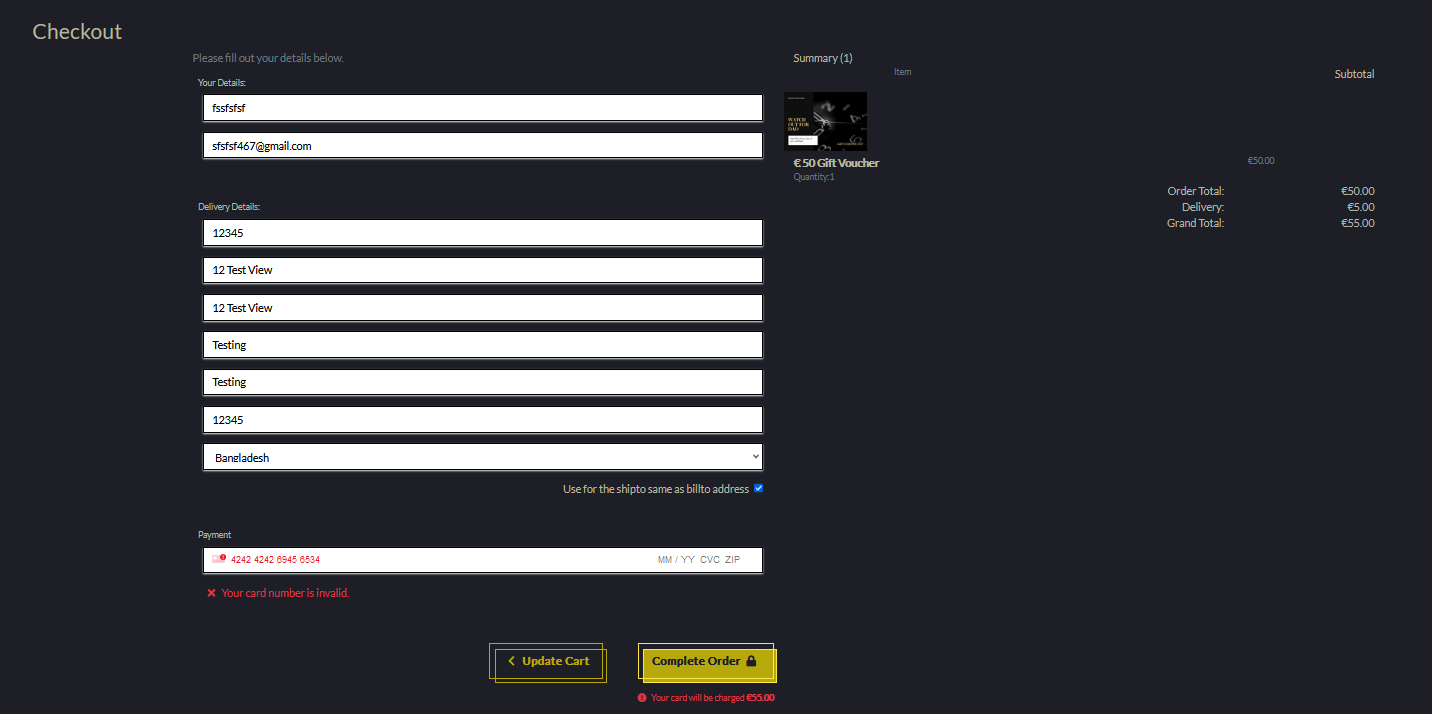 Checkout
Please fill out your details below.
Your Details:
fssfsfsf
sfsfsf467@gmail.com
Delivery Details:
12345
12 Test View
12 Test View
Testing
Testing
12345
Bangladesh
Use for the shipto same as billto address
Payment
4242 4242 6945 6534 MM / YY CVC ZIP
Your card number is invalid.
Update Cart
Complete Order
Your card will be charged €55.00
Summary (1)
Item
Subtotal
WATCH
OUT FOR
DAD
€ 50 Gift Voucher
€50.00
Quantity:1
Order Total: €50.00
Delivery: €5.00
Grand Total: €55.00